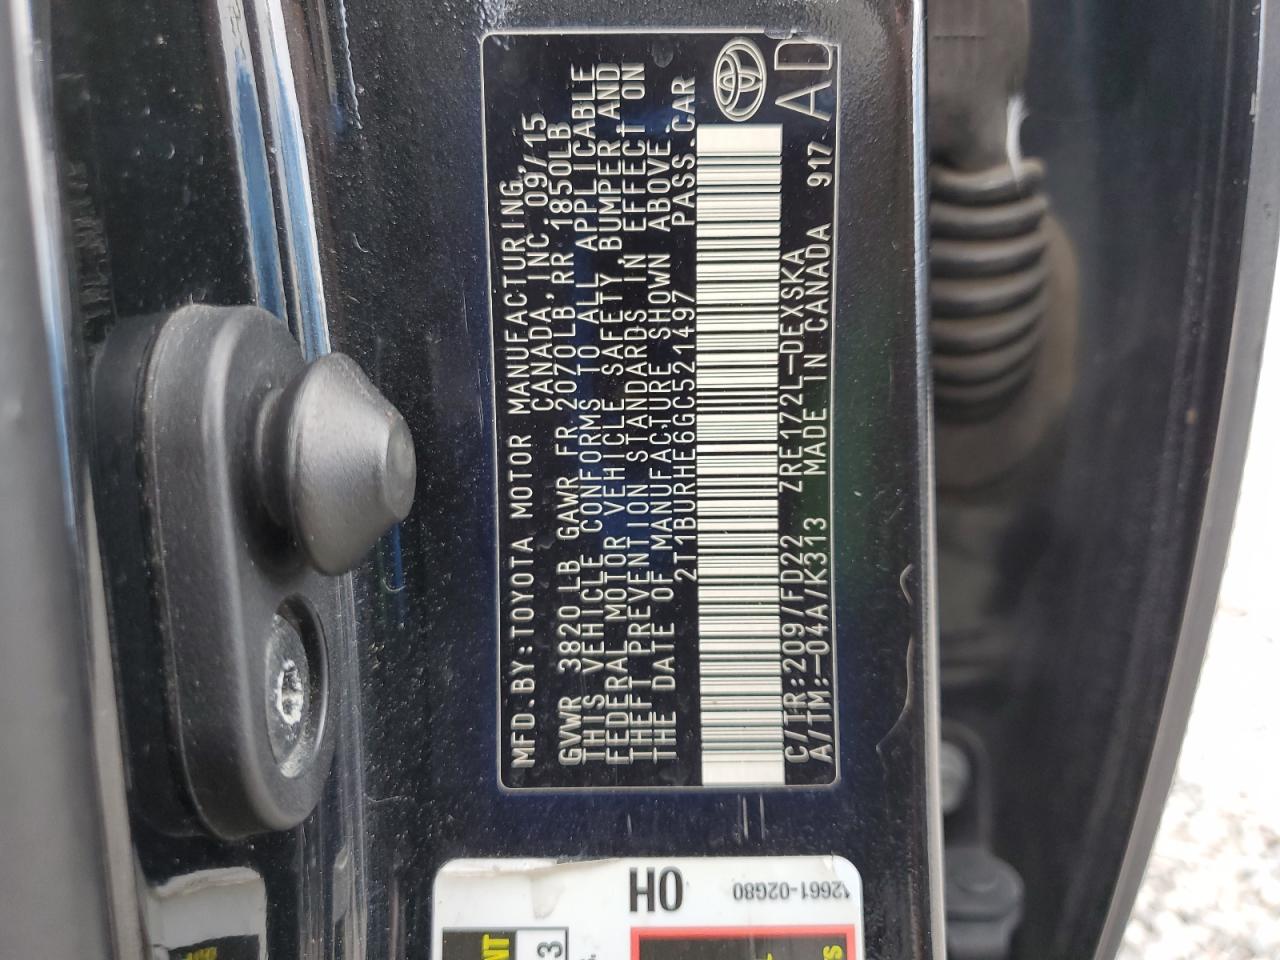 MFD.BY:TOYOTA MOTOR MANUFACTURING,
CANADA,INC. 09/15
GVWR 3820 LB GAWR FR 2070LB,RR 1850LB
THIS VEHICLE CONFORMS TO ALL APPLICABLE
FEDERAL MOTOR VEHICLE SAFETY,BUMPER,AND
THEFT PREVENTION STANDARDS IN EFFECT ON
THE DATE OF MANUFACTURE SHOWN ABOVE.
2T1BURHE6GC521497 PASS.CAR
C/TR:209/FD22 ZRE172L-DEXSKA
A/TM:-04A/K313 MADE IN CANADA 917
AD
HO
12661-02G80
3